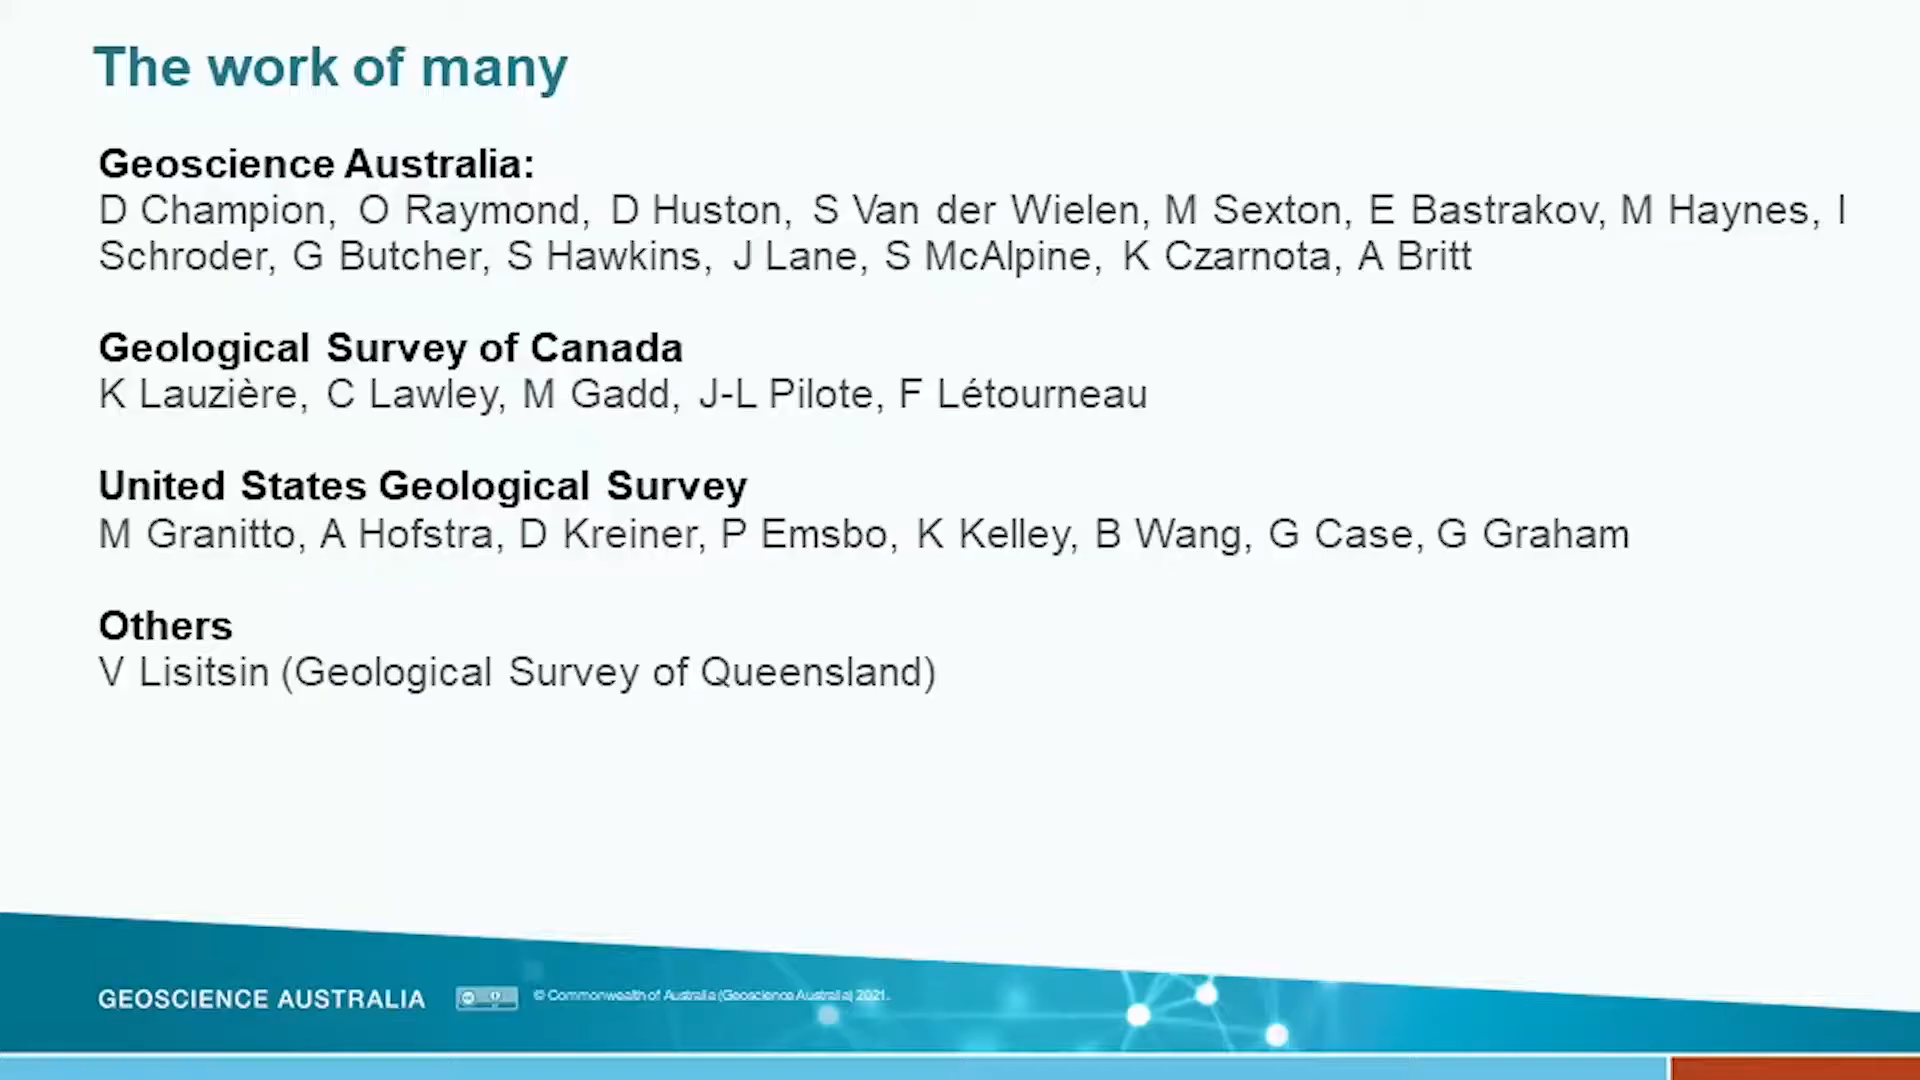 The work of many
Geoscience Australia:
D Champion, O Raymond, D Huston, S Van der Wielen, M Sexton, E Bastrakov, M Haynes, I
Schroder, G Butcher, S Hawkins, J Lane, S McAlpine, K Czarnota, A Britt
Geological Survey of Canada
K Lauzière, C Lawley, M Gadd, J-L Pilote, F Létourneau
United States Geological Survey
M Granitto, A Hofstra, D Kreiner, P Emsbo, K Kelley, B Wang, G Case, G Graham
Others
V Lisitsin (Geological Survey of Queensland)
GEOSCIENCE AUSTRALIA
© Commonwealth of Australia (Geoscience Australia) 2021.